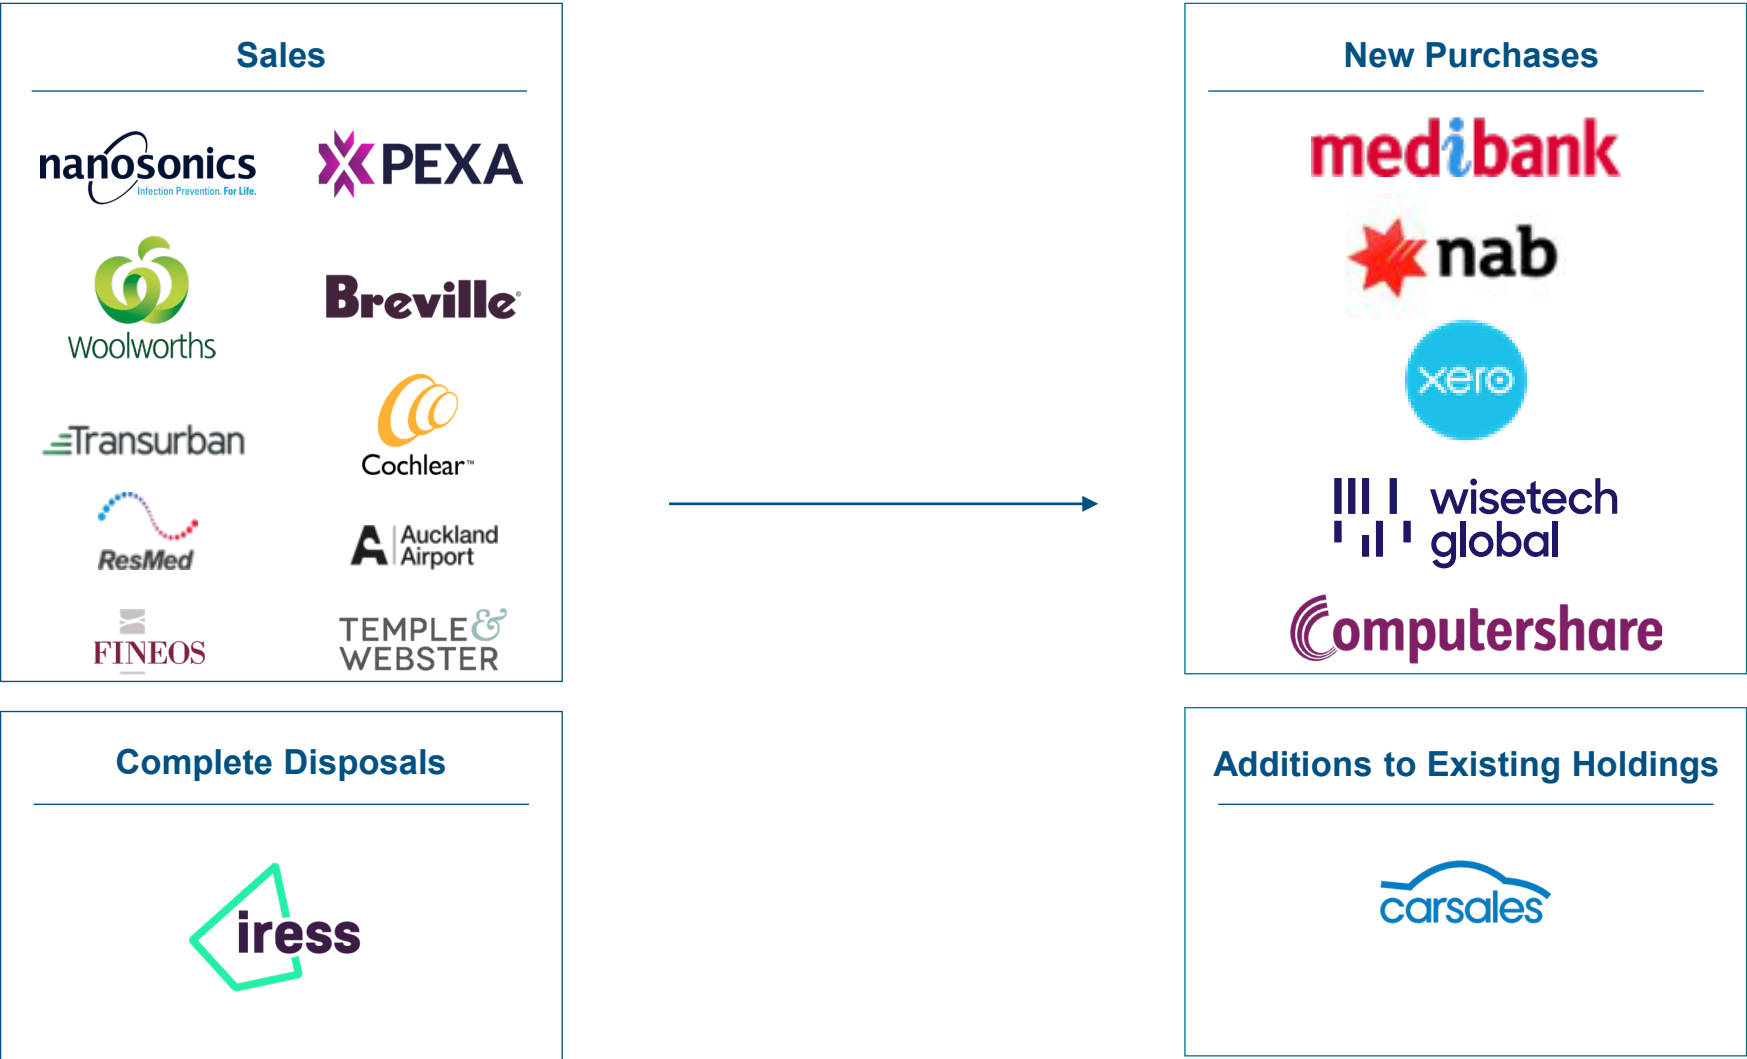 Sales
nanosonics
Infection Prevention. For Life.
PEXA
Woolworths
Breville®
Transurban
Cochlear™
ResMed
Auckland
Airport
FINEOS
TEMPLE &
WEBSTER
Complete Disposals
iress
New Purchases
medibank
nab
xero
wisetech
global
Computershare
Additions to Existing Holdings
carsales